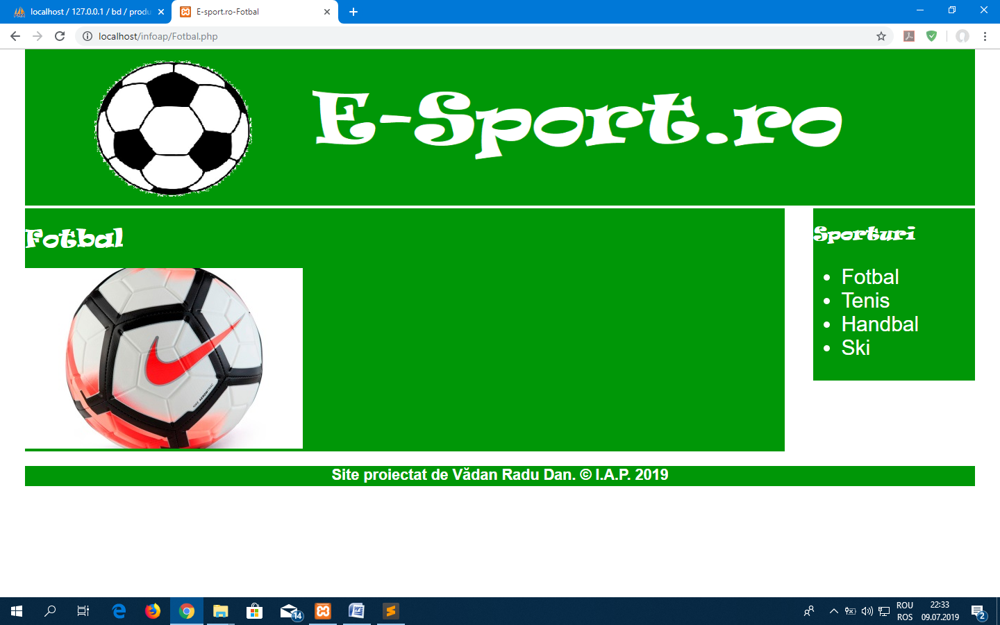 localhost / 127.0.0.1 / bd / produ
E-sport.ro-Fotbal
localhost/infoap/Fotbal.php
E-Sport.ro
Fotbal
Sporturi
Fotbal
Tenis
Handbal
Ski
Site proiectat de Vădan Radu Dan. © I.A.P. 2019
14
ROU
ROS
22:33
09.07.2019
2